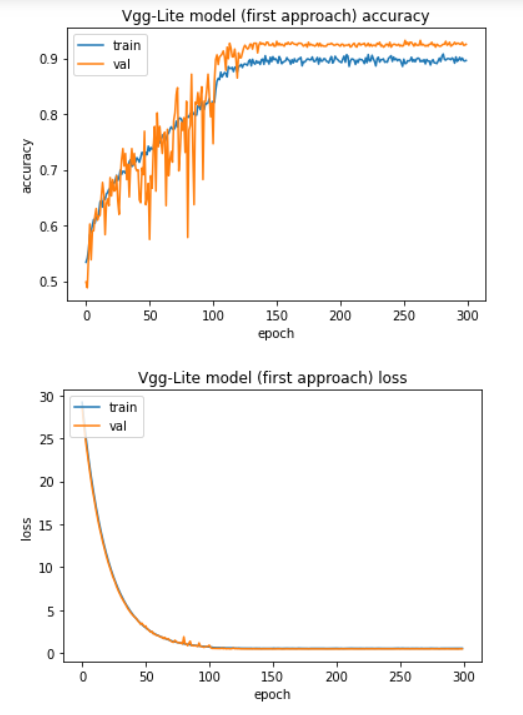 Vgg-Lite model (first approach) accuracy
train
val
0.9
0.8
0.7
0.6
0.5
accuracy
0 50 100 150 200 250 300
epoch
Vgg-Lite model (first approach) loss
train
val
30
25
20
15
10
5
0
loss
0 50 100 150 200 250 300
epoch